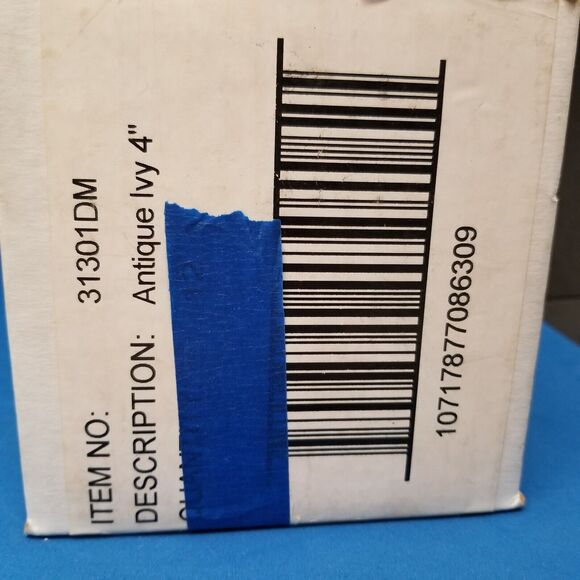 ITEM NO: 31301DM
DESCRIPTION: Antique Ivy 4"
10717877086309